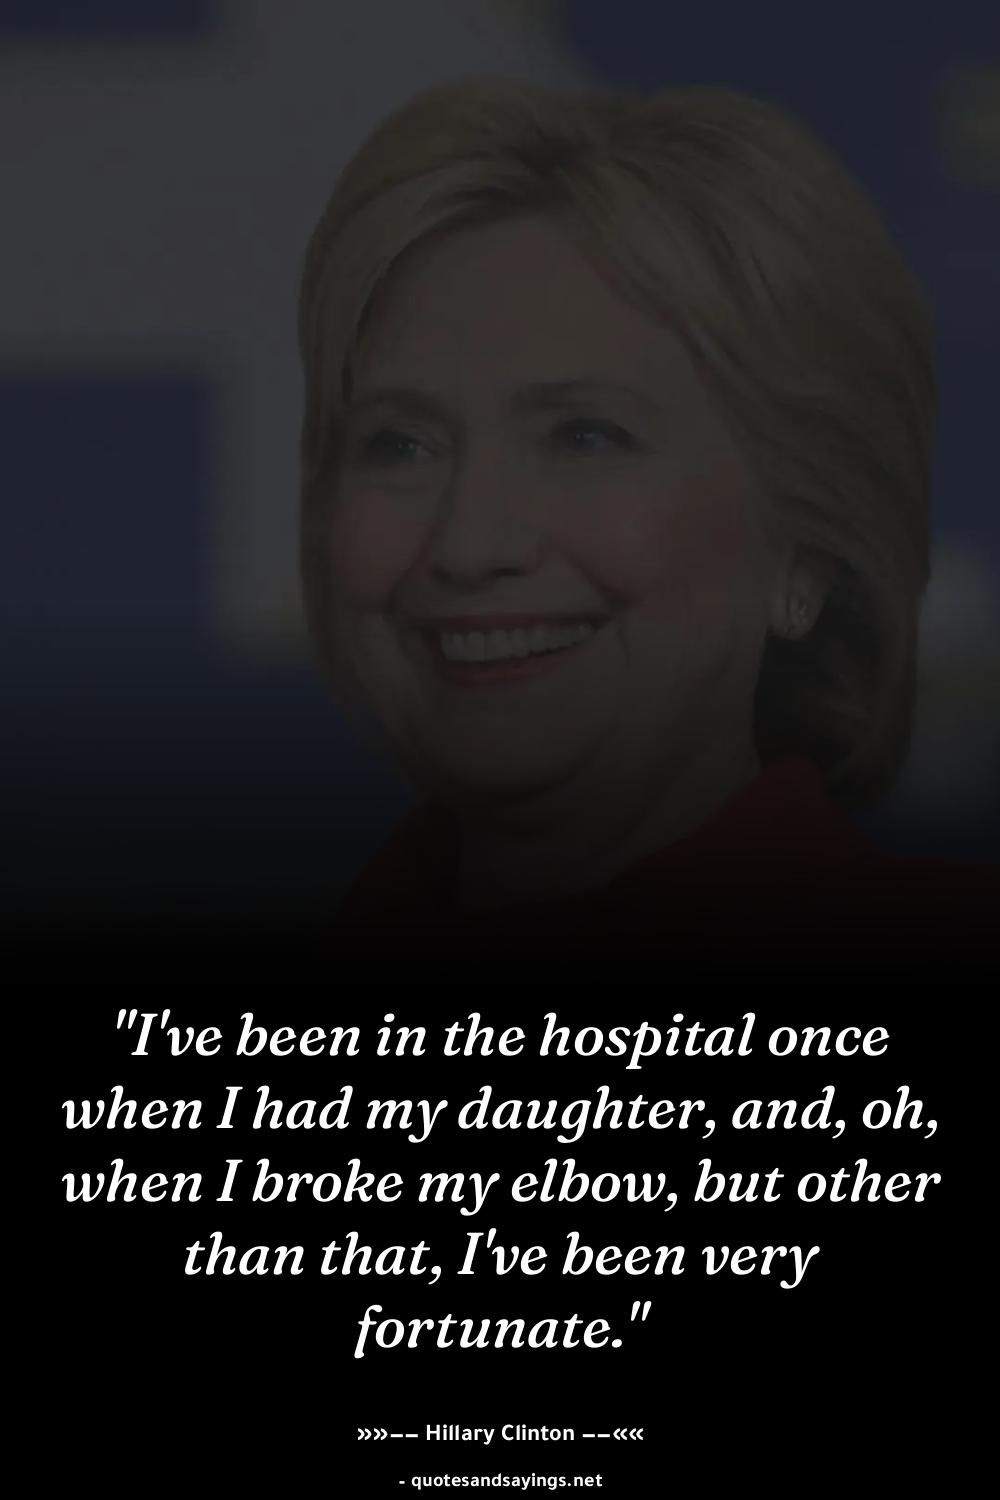 "I've been in the hospital once
when I had my daughter, and, oh,
when I broke my elbow, but other
than that, I've been very
fortunate."
»»−− Hillary Clinton −−««
- quotesandsayings.net